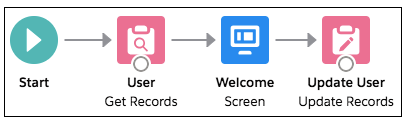 Start
User
Get Records
Welcome
Screen
Update User
Update Records